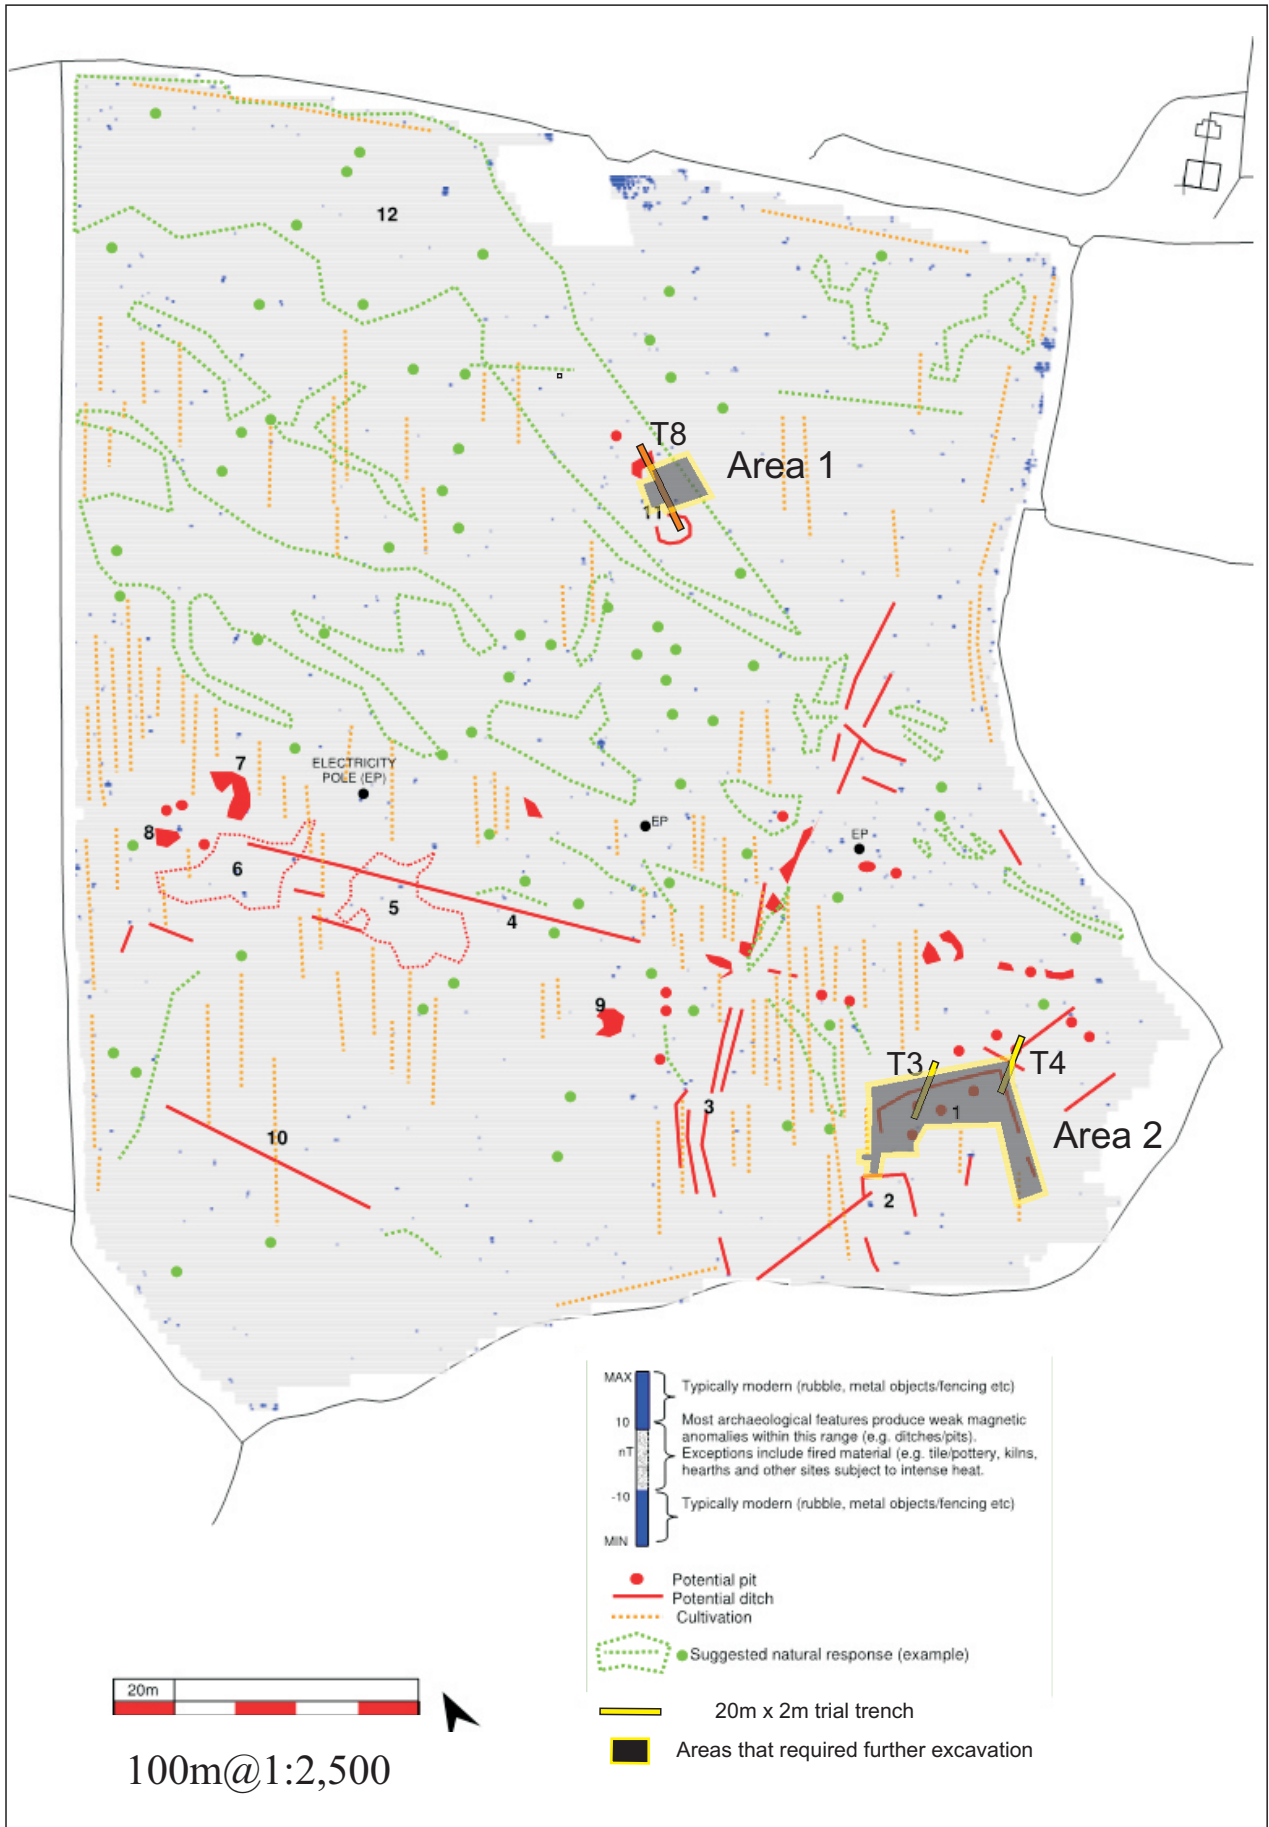 12
T8
Area 1
11
7
ELECTRICITY
POLE (EP)
8
EP
EP
6
5
4
9
T3
T4
3
1
Area 2
10
2
MAX
Typically modern (rubble, metal objects/fencing etc)
10
Most archaeological features produce weak magnetic
anomalies within this range (e.g. ditches/pits).
nT
Exceptions include fired material (e.g. tile/pottery, kilns,
hearths and other sites subject to intense heat.
-10
Typically modern (rubble, metal objects/fencing etc)
MIN
Potential pit
Potential ditch
Cultivation
Suggested natural response (example)
20m
20m x 2m trial trench
Areas that required further excavation
100m@1:2,500